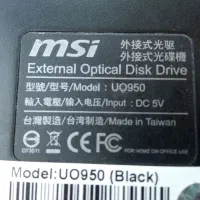 msi 外接式光驅
外接式光碟機
External Optical Disk Drive
型號/型号/Model : UO950
輸入電壓/输入电压/Input : DC 5V
台灣製造/台湾制造/Made in Taiwan
FOR HOME OR OFFICE USE
Model:UO950 (Black)